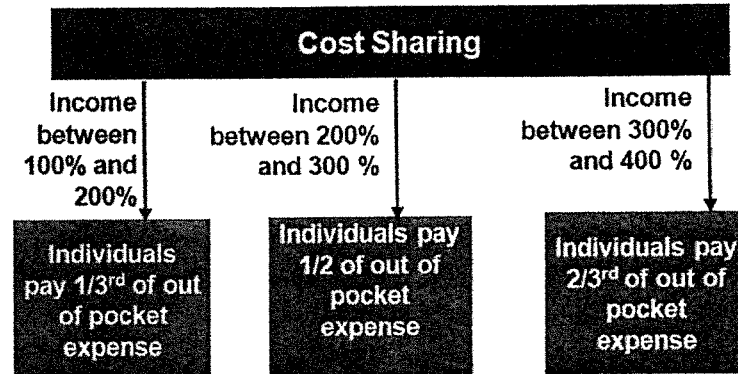 Cost Sharing
Income
between
100% and
200%
Income
between 200%
and 300 %
Income
between 300%
and 400 %
Individuals
pay 1/3rd of out
of pocket
expense
Individuals pay
1/2 of out of
pocket
expense
Individuals pay
2/3rd of out of
pocket
expense